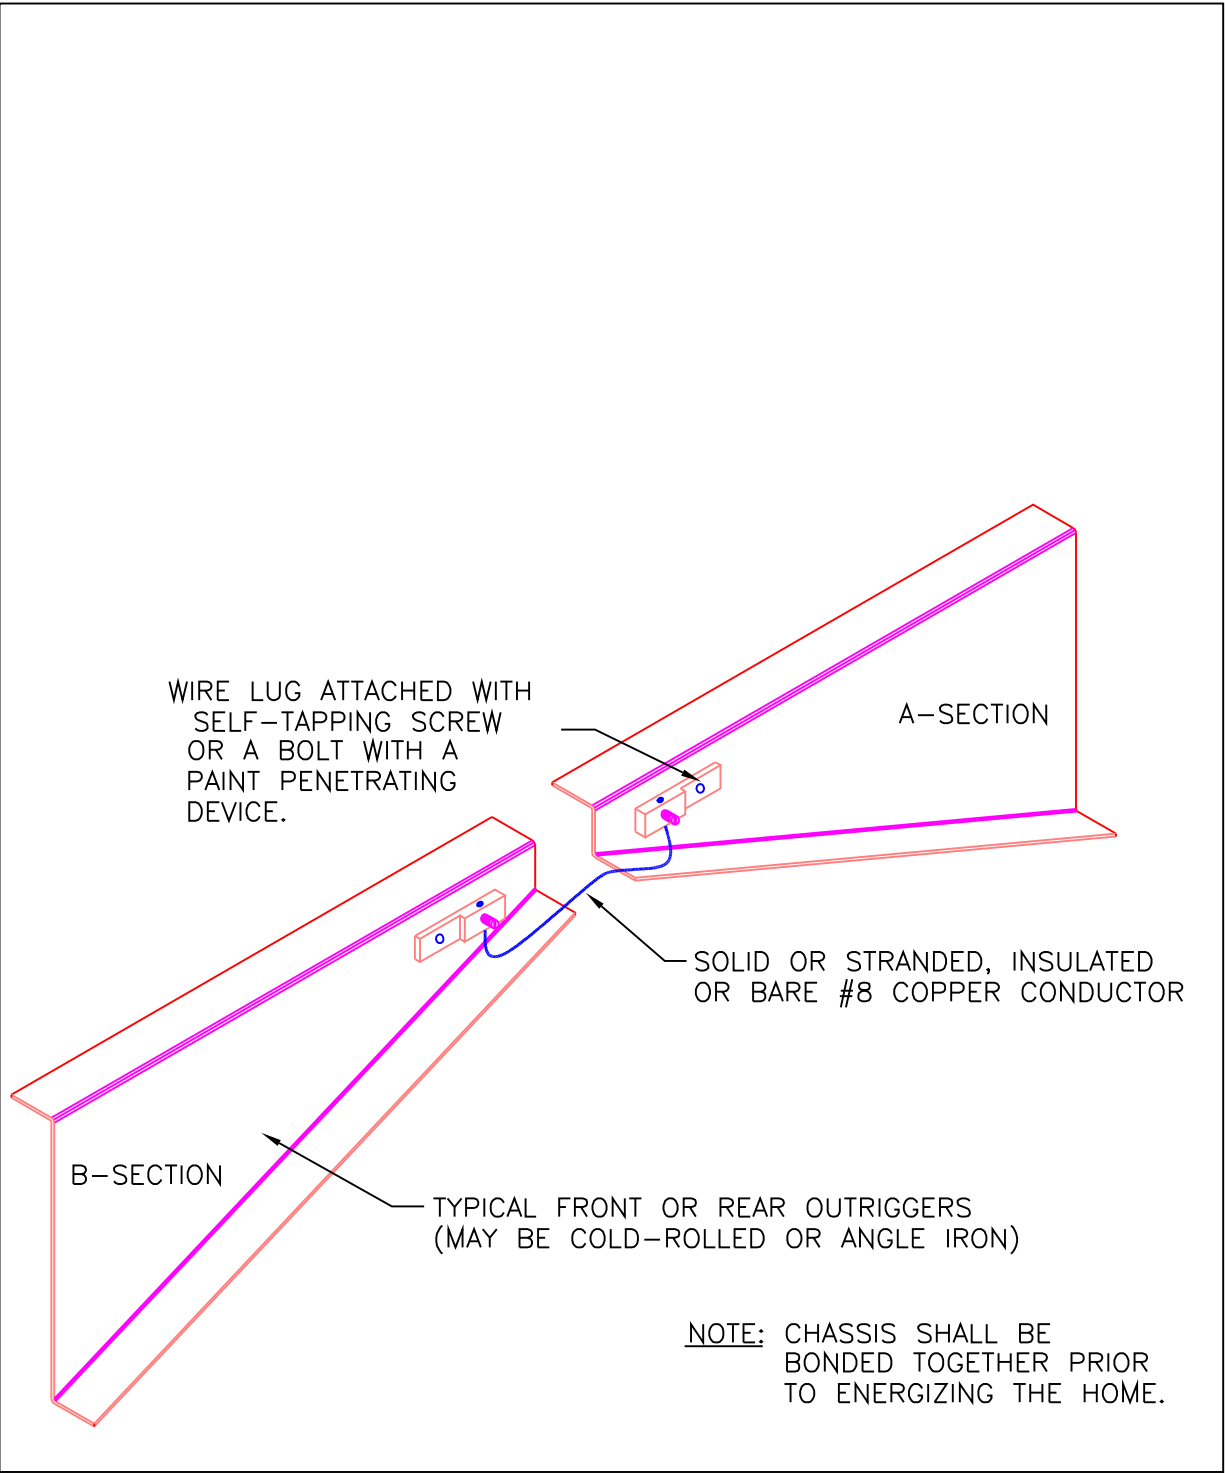 A-SECTION
WIRE LUG ATTACHED WITH
SELF-TAPPING SCREW
OR A BOLT WITH A
PAINT PENETRATING
DEVICE.
SOLID OR STRANDED, INSULATED
OR BARE #8 COPPER CONDUCTOR
B-SECTION
TYPICAL FRONT OR REAR OUTRIGGERS
(MAY BE COLD-ROLLED OR ANGLE IRON)
NOTE: CHASSIS SHALL BE
BONDED TOGETHER PRIOR
TO ENERGIZING THE HOME.